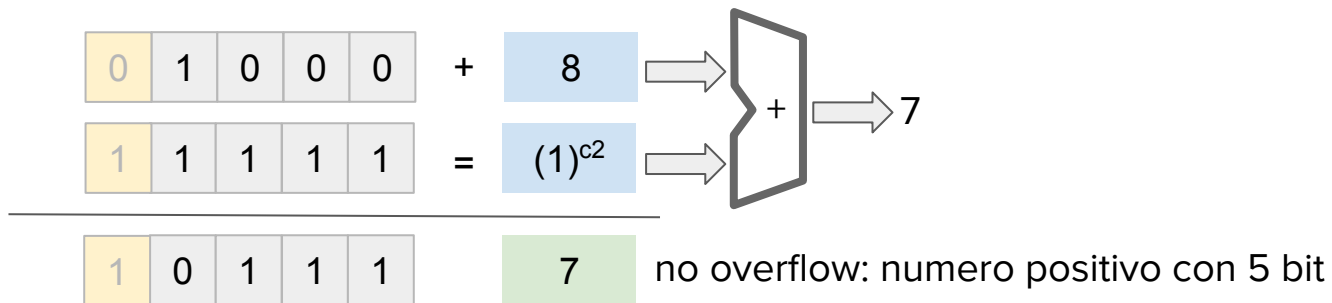 0 1 0 0 0 + 8
1 1 1 1 1 = (1)ᶜ²
+ 7
1 0 1 1 1 7 no overflow: numero positivo con 5 bit